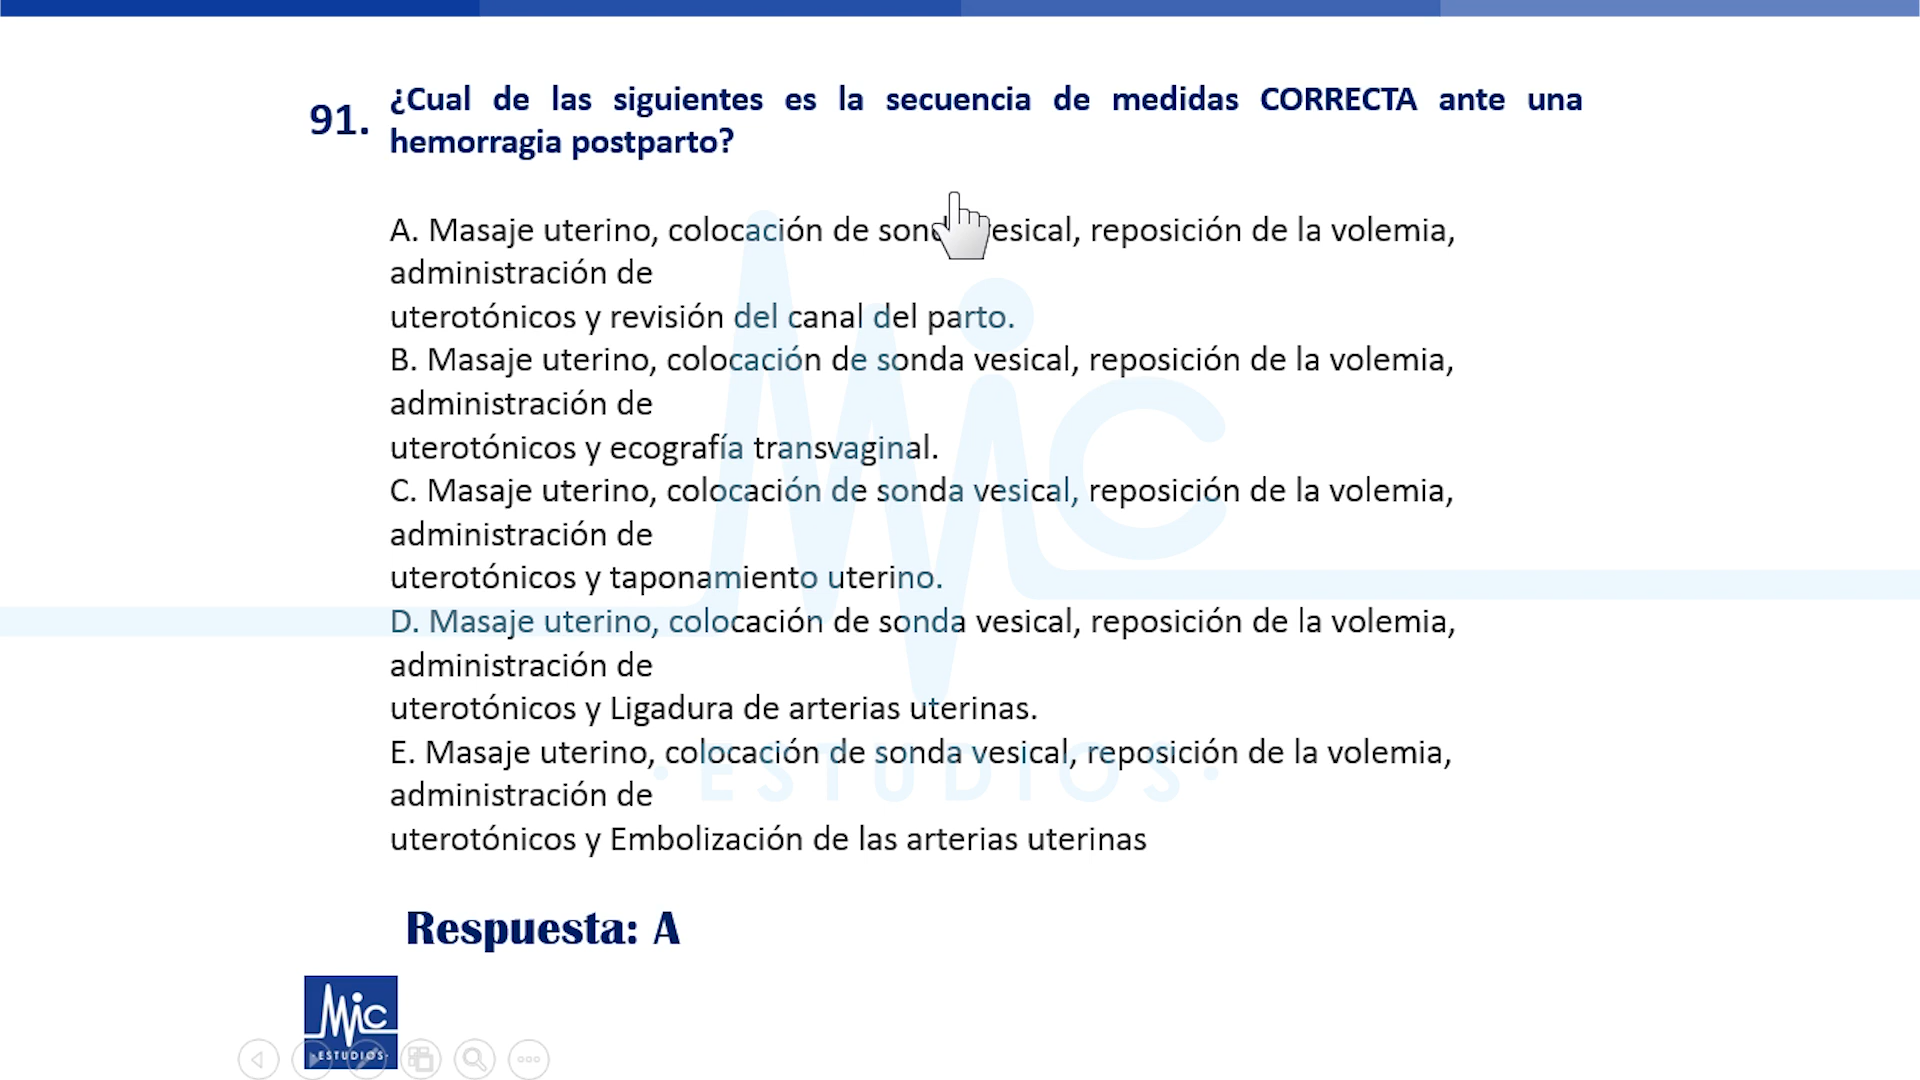 91. ¿Cual de las siguientes es la secuencia de medidas CORRECTA ante una
hemorragia postparto?
A. Masaje uterino, colocación de sonda vesical, reposición de la volemia,
administración de
uterotónicos y revisión del canal del parto.
B. Masaje uterino, colocación de sonda vesical, reposición de la volemia,
administración de
uterotónicos y ecografía transvaginal.
C. Masaje uterino, colocación de sonda vesical, reposición de la volemia,
administración de
uterotónicos y taponamiento uterino.
D. Masaje uterino, colocación de sonda vesical, reposición de la volemia,
administración de
uterotónicos y Ligadura de arterias uterinas.
E. Masaje uterino, colocación de sonda vesical, reposición de la volemia,
administración de
uterotónicos y Embolización de las arterias uterinas
Respuesta: A
Mic
·ESTUDIOS·
Mic
·ESTUDIOS·